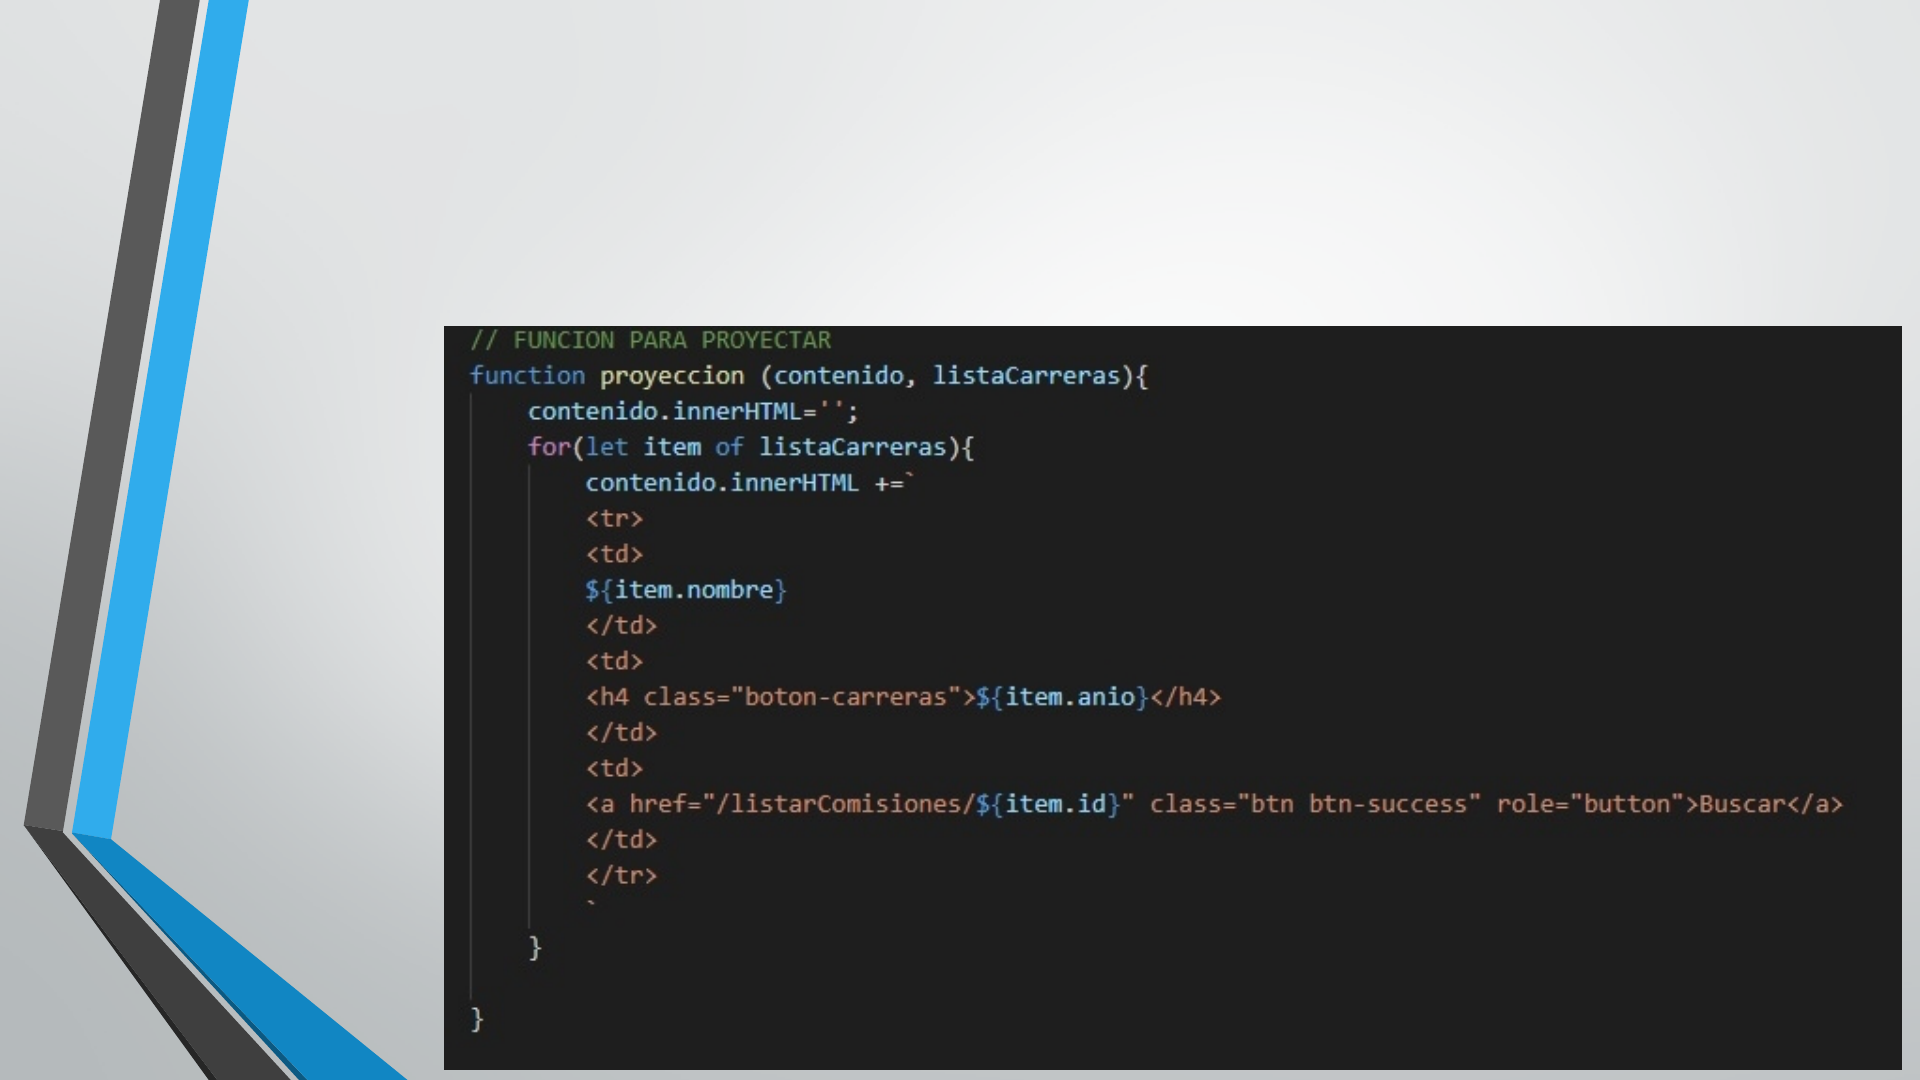 // FUNCION PARA PROYECTAR
function proyeccion (contenido, listaCarreras){
contenido.innerHTML='';
for(let item of listaCarreras){
contenido.innerHTML +=`
<tr>
<td>
${item.nombre}
</td>
<td>
<h4 class="boton-carreras">${item.anio}</h4>
</td>
<td>
<a href="/listarComisiones/${item.id}" class="btn btn-success" role="button">Buscar</a>
</td>
</tr>
`
}
}